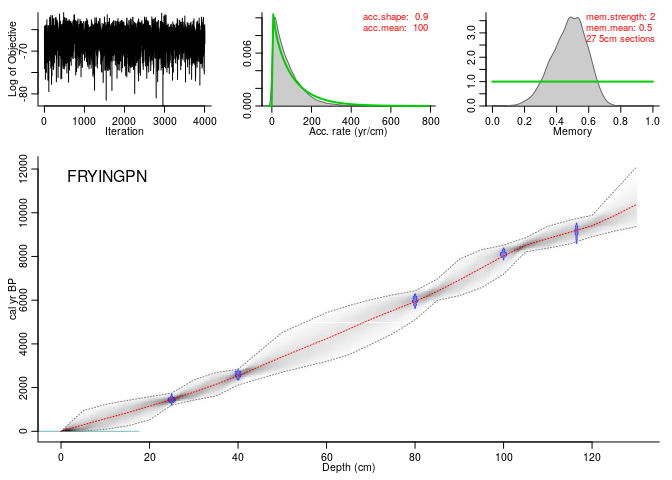 Log of Objective
-80
-70
0 1000 2000 3000 4000
Iteration
acc.shape: 0.9
acc.mean: 100
0.000 0.006
0 200 400 600 800
Acc. rate (yr/cm)
mem.strength: 2
mem.mean: 0.5
27 5cm sections
0.0 1.0 2.0 3.0
0.0 0.2 0.4 0.6 0.8 1.0
Memory
FRYINGPN
cal yr BP
0 2000 4000 6000 8000 10000 12000
0 20 40 60 80 100 120
Depth (cm)